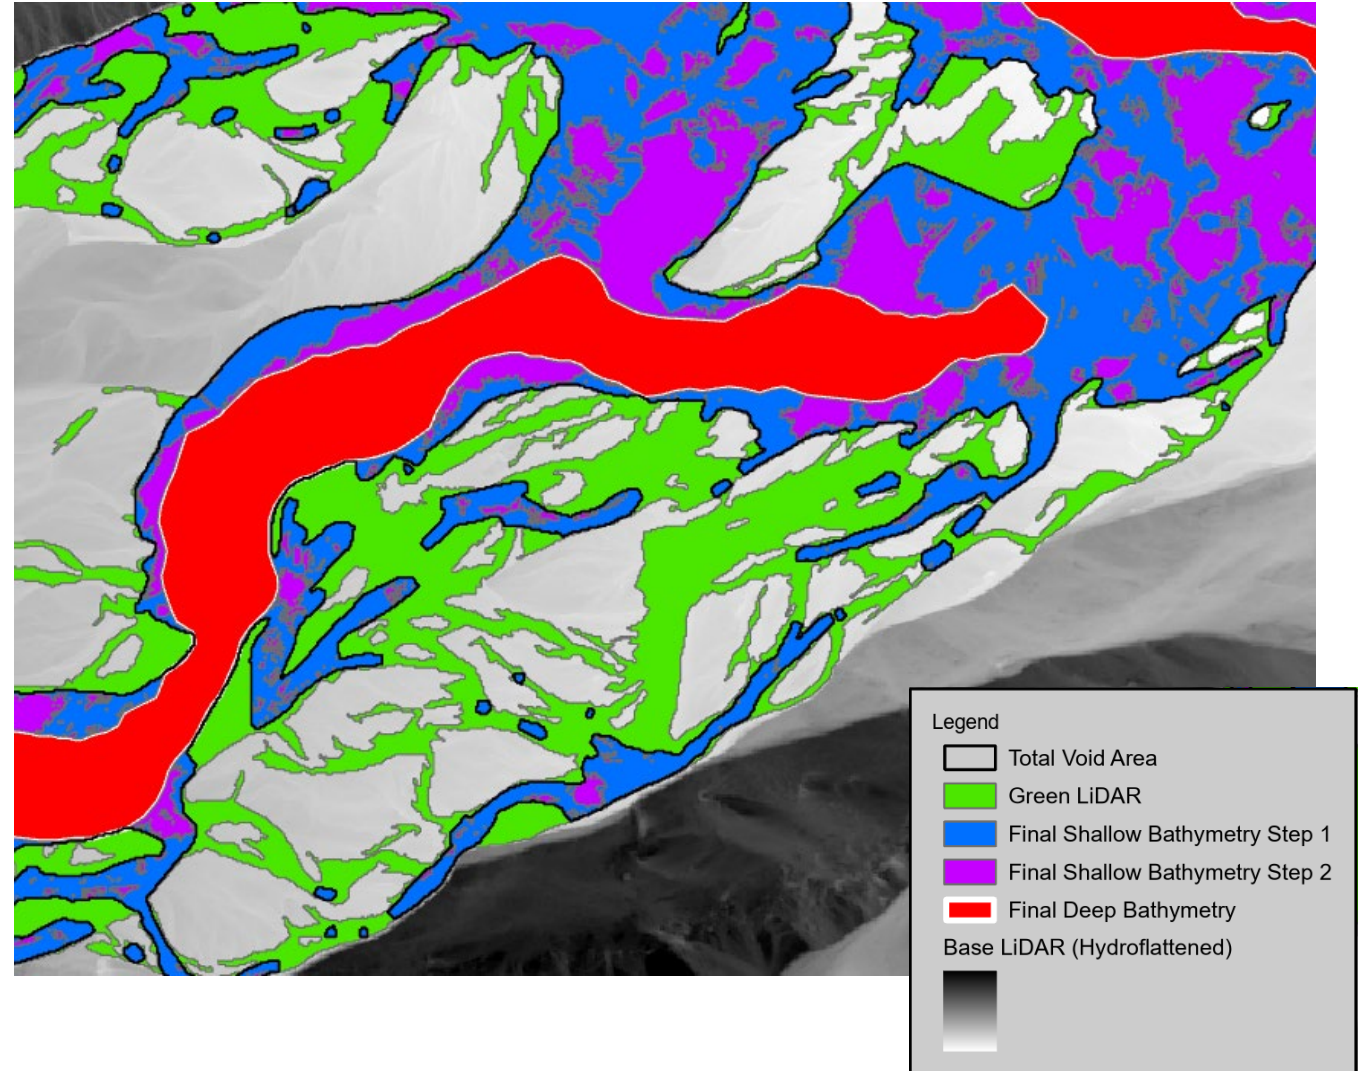 Legend
Total Void Area
Green LiDAR
Final Shallow Bathymetry Step 1
Final Shallow Bathymetry Step 2
Final Deep Bathymetry
Base LiDAR (Hydroflattened)